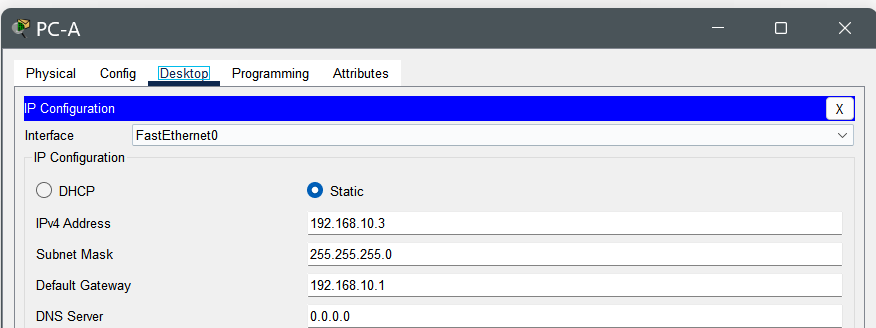 PC-A
Physical Config Desktop Programming Attributes
IP Configuration X
Interface FastEthernet0
IP Configuration
DHCP Static
IPv4 Address 192.168.10.3
Subnet Mask 255.255.255.0
Default Gateway 192.168.10.1
DNS Server 0.0.0.0